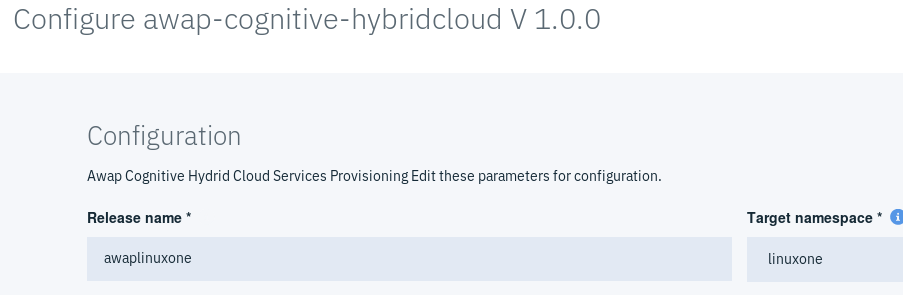 Configure awap-cognitive-hybridcloud V 1.0.0
Configuration
Awap Cognitive Hydrid Cloud Services Provisioning Edit these parameters for configuration.
Release name * Target namespace * i
awaplinuxone linuxone